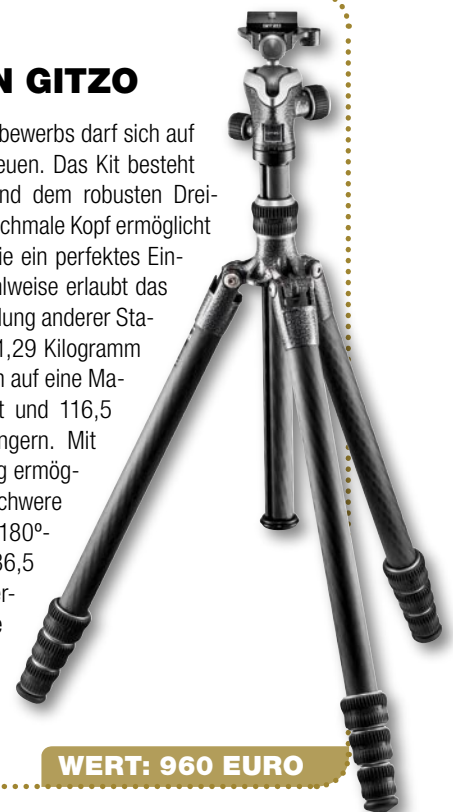 N GITZO
bewerbs darf sich auf
euen. Das Kit besteht
nd dem robusten Drei-
chmale Kopf ermöglicht
ie ein perfektes Ein-
lweise erlaubt das
dlung anderer Sta-
1,29 Kilogramm
n auf eine Ma-
t und 116,5
ngern. Mit
g ermög-
chwere
180º-
36,5
er-
e
WERT: 960 EURO